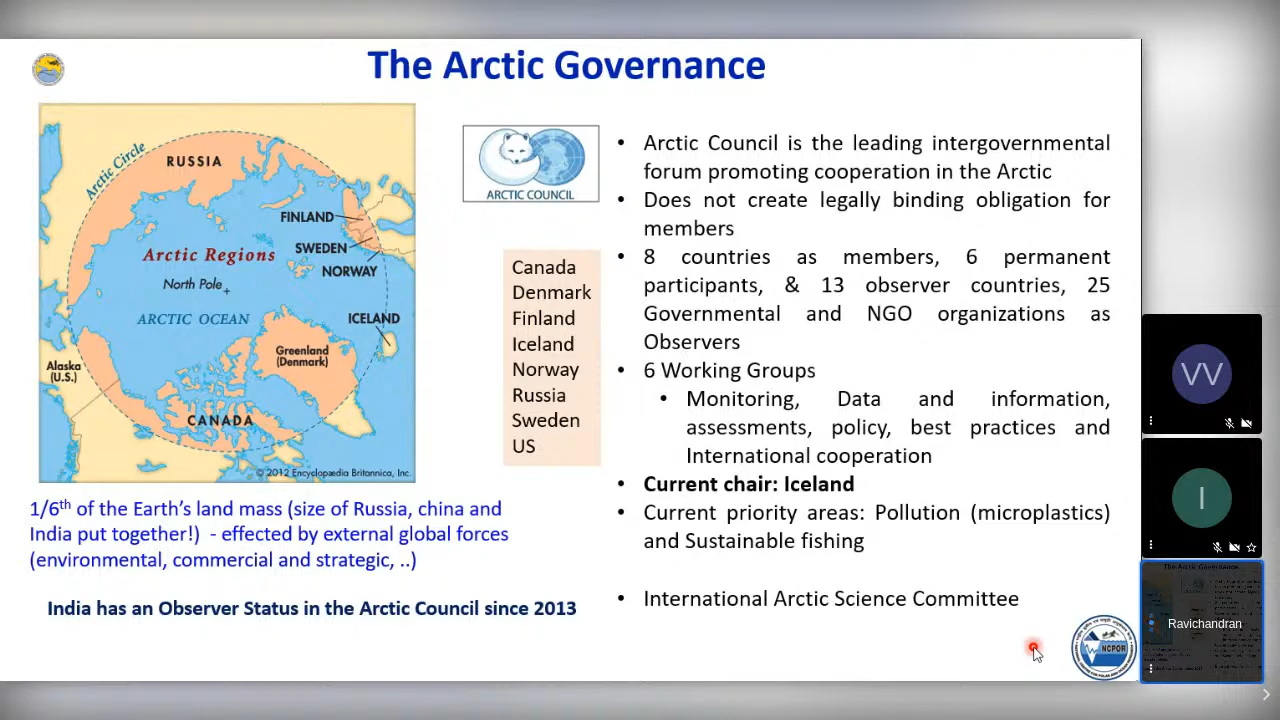 The Arctic Governance
Arctic Circle
RUSSIA
FINLAND
SWEDEN
NORWAY
Arctic Regions
North Pole
ARCTIC OCEAN
ICELAND
Greenland
(Denmark)
Alaska
(U.S.)
CANADA
© 2012 Encyclopædia Britannica, Inc.
1/6th of the Earth's land mass (size of Russia, china and
India put together!) - effected by external global forces
(environmental, commercial and strategic, ..)
India has an Observer Status in the Arctic Council since 2013
ARCTIC COUNCIL
Canada
Denmark
Finland
Iceland
Norway
Russia
Sweden
US
• Arctic Council is the leading intergovernmental
forum promoting cooperation in the Arctic
• Does not create legally binding obligation for
members
• 8 countries as members, 6 permanent
participants, & 13 observer countries, 25
Governmental and NGO organizations as
Observers
• 6 Working Groups
• Monitoring, Data and information,
assessments, policy, best practices and
International cooperation
• Current chair: Iceland
• Current priority areas: Pollution (microplastics)
and Sustainable fishing
• International Arctic Science Committee
NCPOR
VV
I
The Arctic Governance
Ravichandran